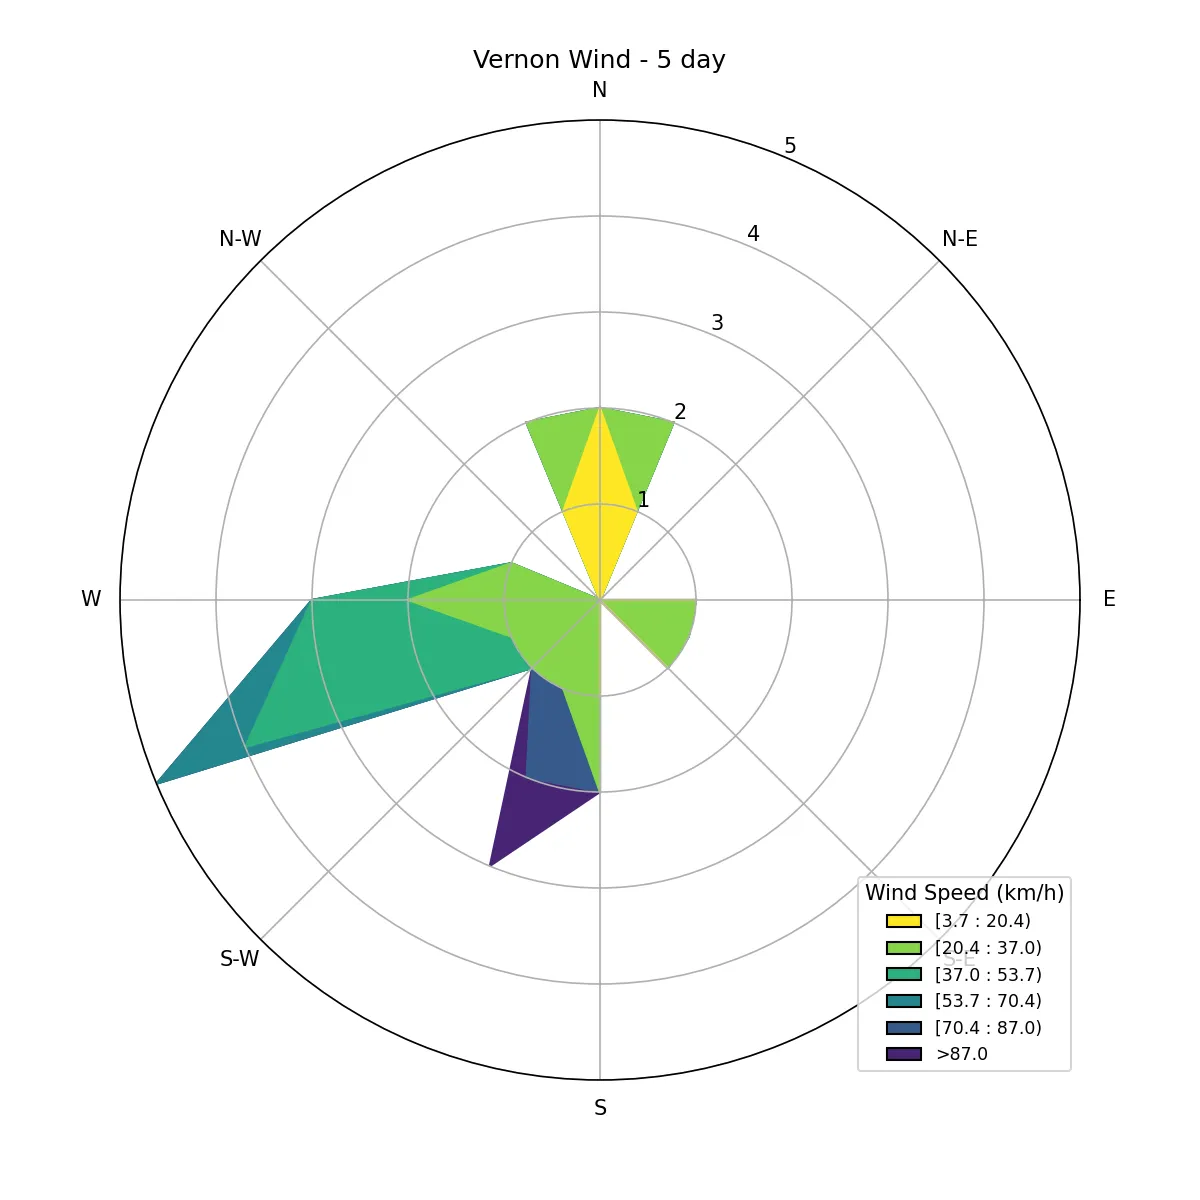 Vernon Wind - 5 day
N
5
N-W
N-E
4
3
2
1
W
E
Wind Speed (km/h)
[3.7 : 20.4)
[20.4 : 37.0)
S-W
S-E
[37.0 : 53.7)
[53.7 : 70.4)
[70.4 : 87.0)
>87.0
S